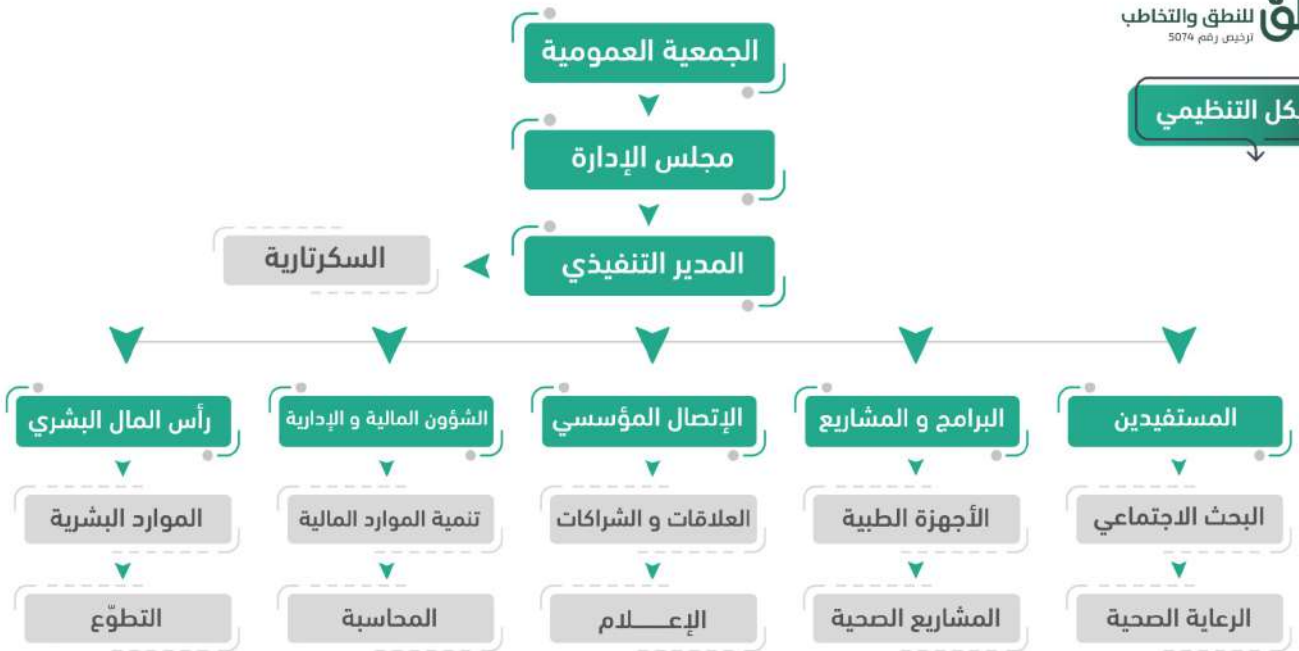 للنطق والتخاطب
ترخيص رقم 5074
التنظيمي
الجمعية العمومية
مجلس الإدارة
المدير التنفيذي
السكرتارية
المستفيدين
البرامج و المشاريع
الإتصال المؤسسي
الشؤون المالية و الإدارية
رأس المال البشري
البحث الاجتماعي
الأجهزة الطبية
العلاقات و الشراكات
تنمية الموارد المالية
الموارد البشرية
الرعاية الصحية
المشاريع الصحية
الإعـــــلام
المحاسبة
التطوّع